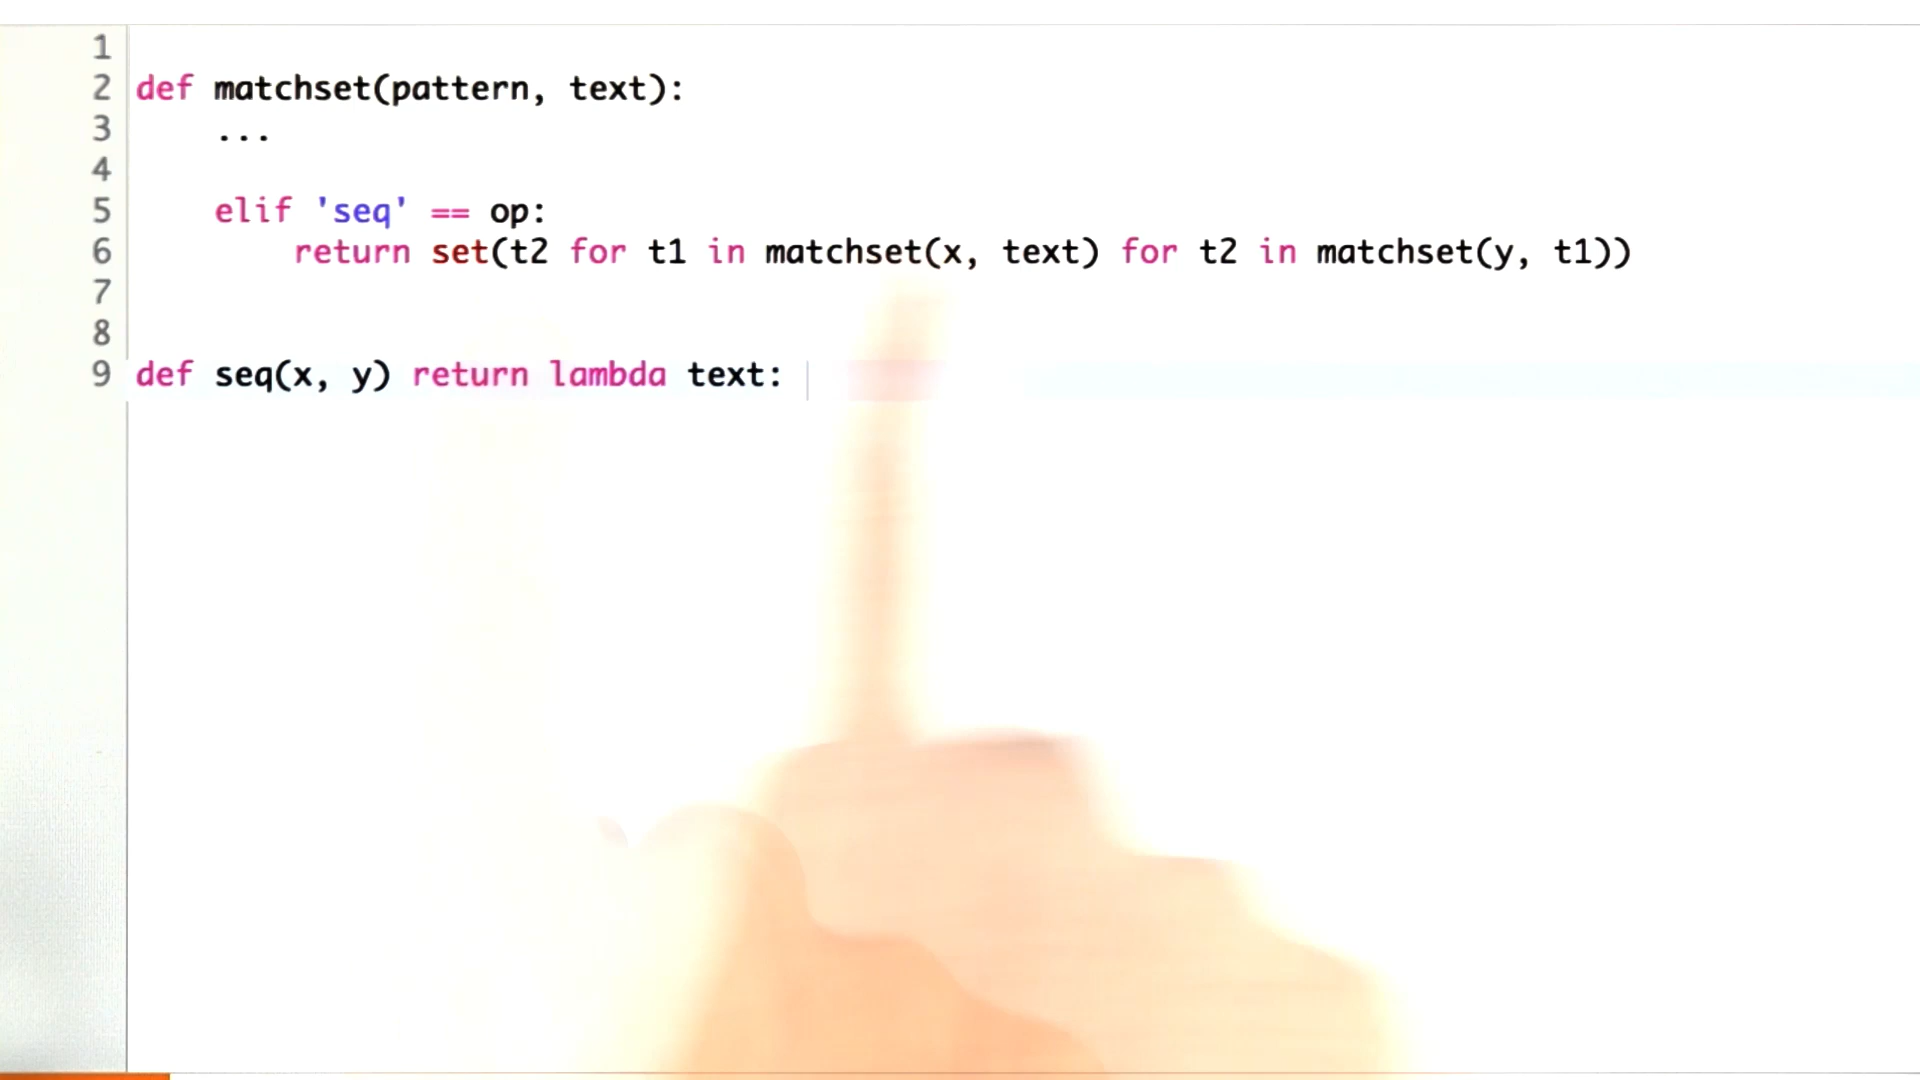 1
2 def matchset(pattern, text):
3 ...
4
5 elif 'seq' == op:
6 return set(t2 for t1 in matchset(x, text) for t2 in matchset(y, t1))
7
8
9 def seq(x, y) return lambda text: